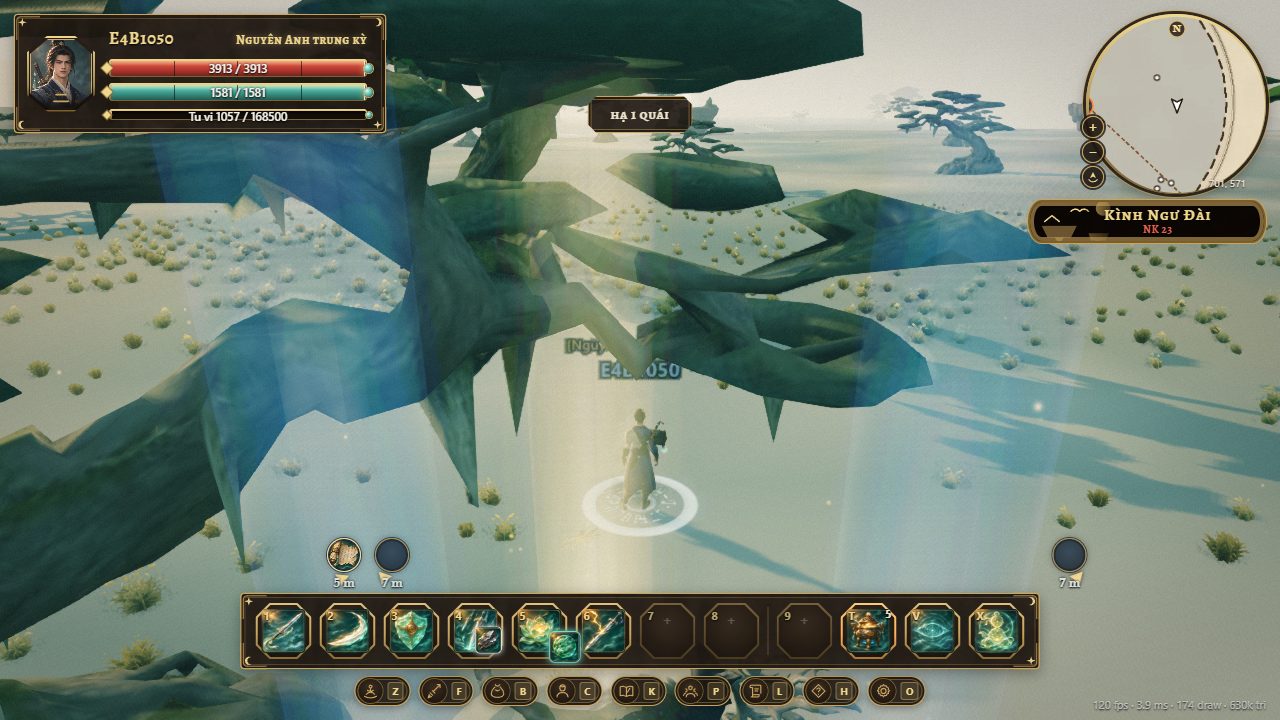 E4B1050
Nguyên Anh trung kỳ
3913 / 3913
1581 / 1581
Tu vi 1057 / 168500
HẠ 1 QUÁI
N
+
−
701, 571
Kình Ngư Đài
NK 23
[Nguy
E4B1050
5 m
7 m
7 m
1 2 3 4 5 6 7 8 9 T 5 V X
Z F B C K P L H O
120 fps · 3.9 ms · 174 draw · 630k tri